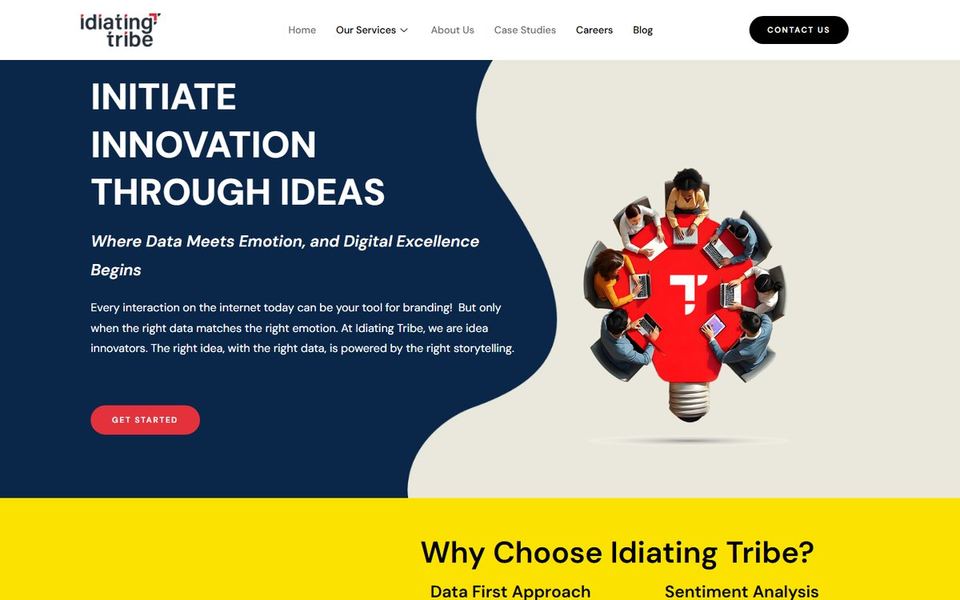 idiating
tribe
Home
Our Services
About Us
Case Studies
Careers
Blog
CONTACT US
INITIATE
INNOVATION
THROUGH IDEAS
Where Data Meets Emotion, and Digital Excellence
Begins
Every interaction on the internet today can be your tool for branding!  But only
when the right data matches the right emotion. At Idiating Tribe, we are idea
innovators. The right idea, with the right data, is powered by the right storytelling.
GET STARTED
Why Choose Idiating Tribe?
Data First Approach
Sentiment Analysis